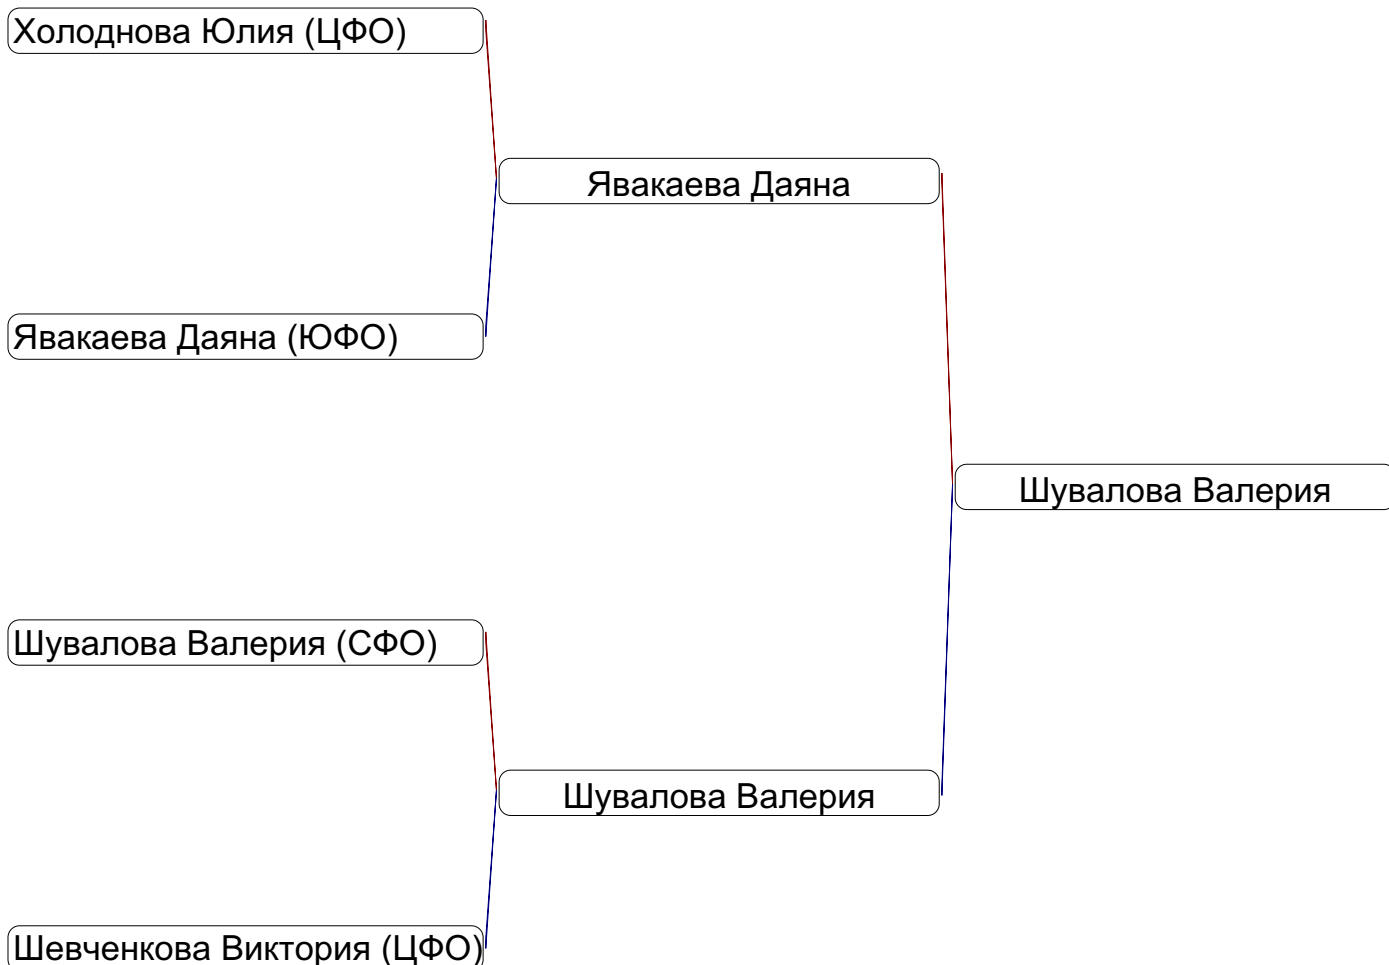 Холоднова Юлия (ЦФО)
Явакаева Даяна
Явакаева Даяна (ЮФО)
Шувалова Валерия
Шувалова Валерия (СФО)
Шувалова Валерия
Шевченкова Виктория (ЦФО)